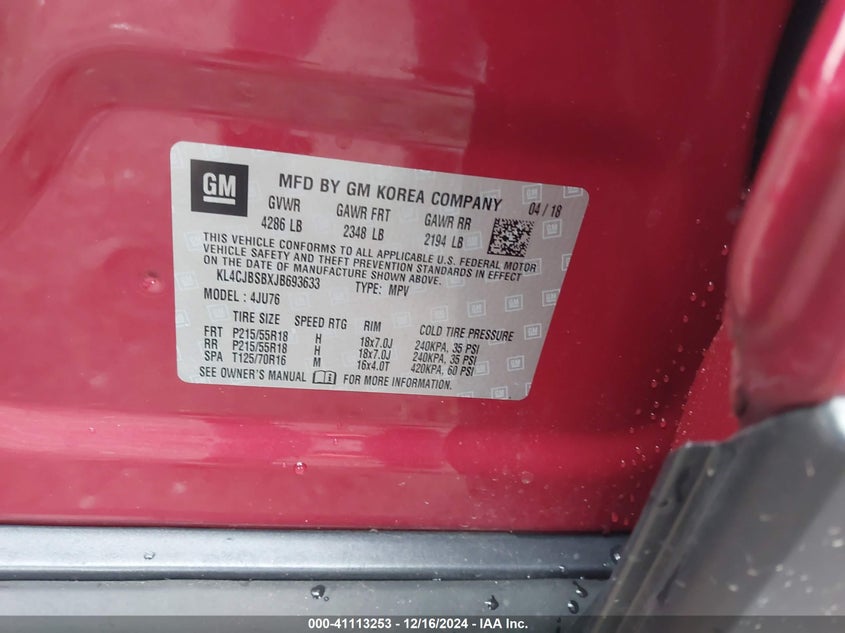 GM
MFD BY GM KOREA COMPANY 04 / 18
GVWR GAWR FRT GAWR RR
4286 LB 2348 LB 2194 LB
THIS VEHICLE CONFORMS TO ALL APPLICABLE U.S. FEDERAL MOTOR
VEHICLE SAFETY AND THEFT PREVENTION STANDARDS IN EFFECT
ON THE DATE OF MANUFACTURE SHOWN ABOVE.
KL4CJBSBXJB693633 TYPE: MPV
MODEL : 4JU76
TIRE SIZE SPEED RTG RIM COLD TIRE PRESSURE
FRT P215/55R18 H 18x7.0J 240KPA, 35 PSI
RR P215/55R18 H 18x7.0J 240KPA, 35 PSI
SPA T125/70R16 M 16x4.0T 420KPA, 60 PSI
SEE OWNER'S MANUAL FOR MORE INFORMATION.
000-41113253 - 12/16/2024 - IAA Inc.